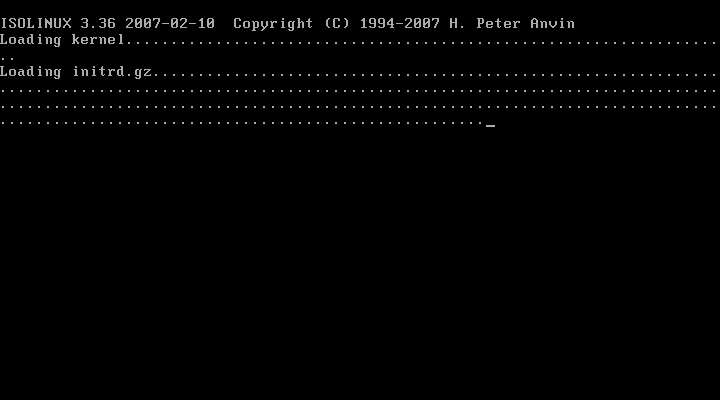 ISOLINUX 3.36 2007-02-10  Copyright (C) 1994-2007 H. Peter Anvin
Loading kernel..................................................................
..
Loading initrd.gz...............................................................
................................................................................
................................................................................
......................................................_